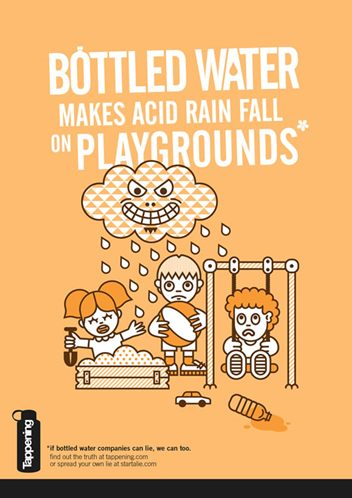 BOTTLED WATER
MAKES ACID RAIN FALL
ON PLAYGROUNDS*
Tappening
*if bottled water companies can lie, we can too.
find out the truth at tappening.com
or spread your own lie at startalie.com